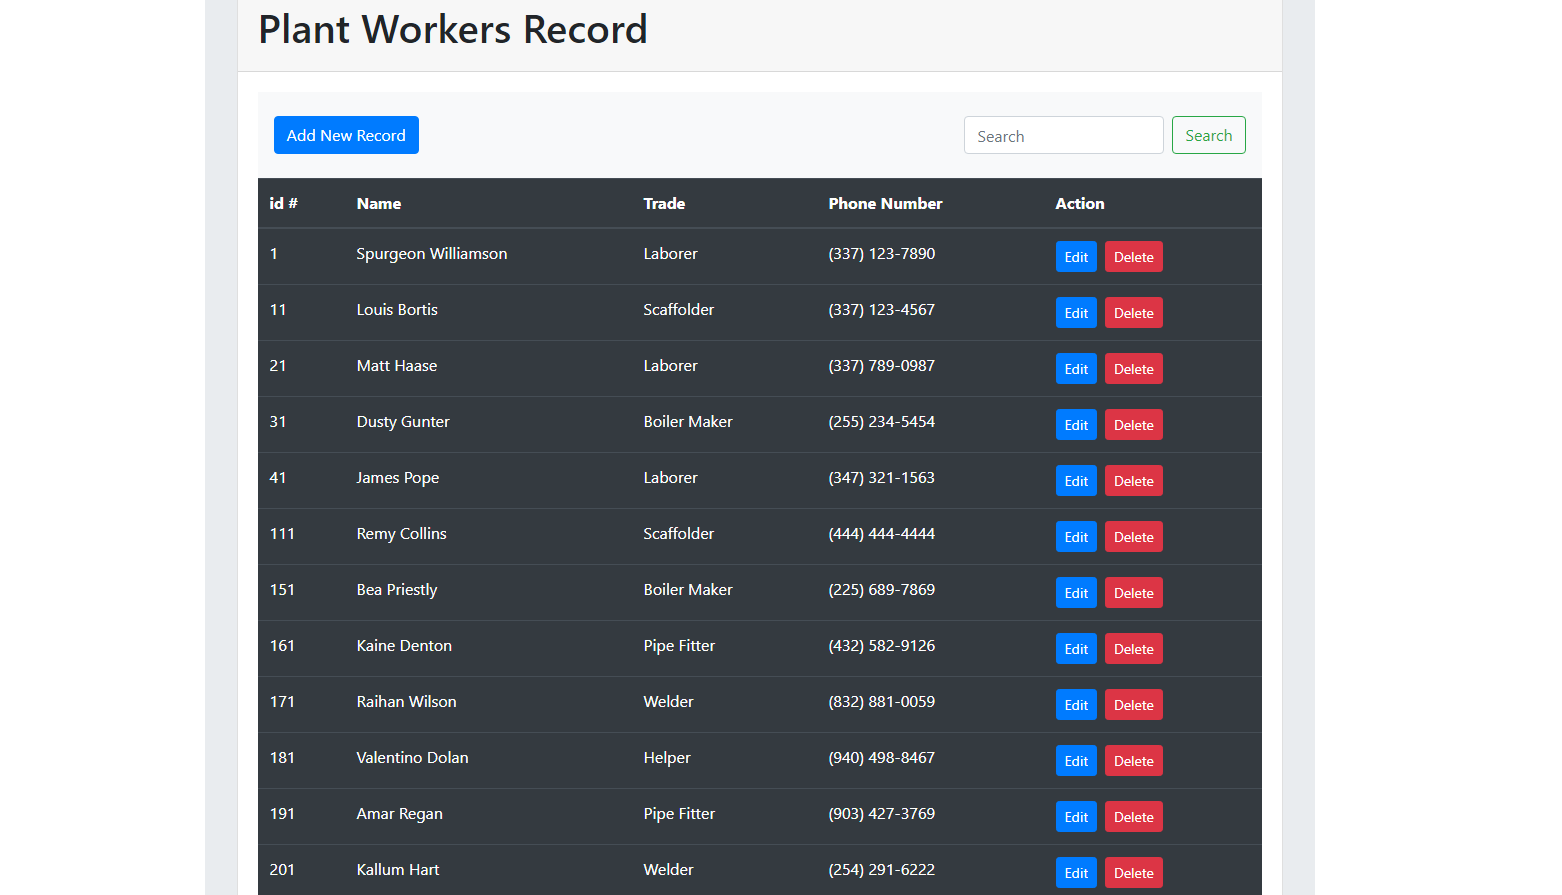 Plant Workers Record
Add New Record Search Search
id # Name Trade Phone Number Action
1 Spurgeon Williamson Laborer (337) 123-7890 Edit Delete
11 Louis Bortis Scaffolder (337) 123-4567 Edit Delete
21 Matt Haase Laborer (337) 789-0987 Edit Delete
31 Dusty Gunter Boiler Maker (255) 234-5454 Edit Delete
41 James Pope Laborer (347) 321-1563 Edit Delete
111 Remy Collins Scaffolder (444) 444-4444 Edit Delete
151 Bea Priestly Boiler Maker (225) 689-7869 Edit Delete
161 Kaine Denton Pipe Fitter (432) 582-9126 Edit Delete
171 Raihan Wilson Welder (832) 881-0059 Edit Delete
181 Valentino Dolan Helper (940) 498-8467 Edit Delete
191 Amar Regan Pipe Fitter (903) 427-3769 Edit Delete
201 Kallum Hart Welder (254) 291-6222 Edit Delete